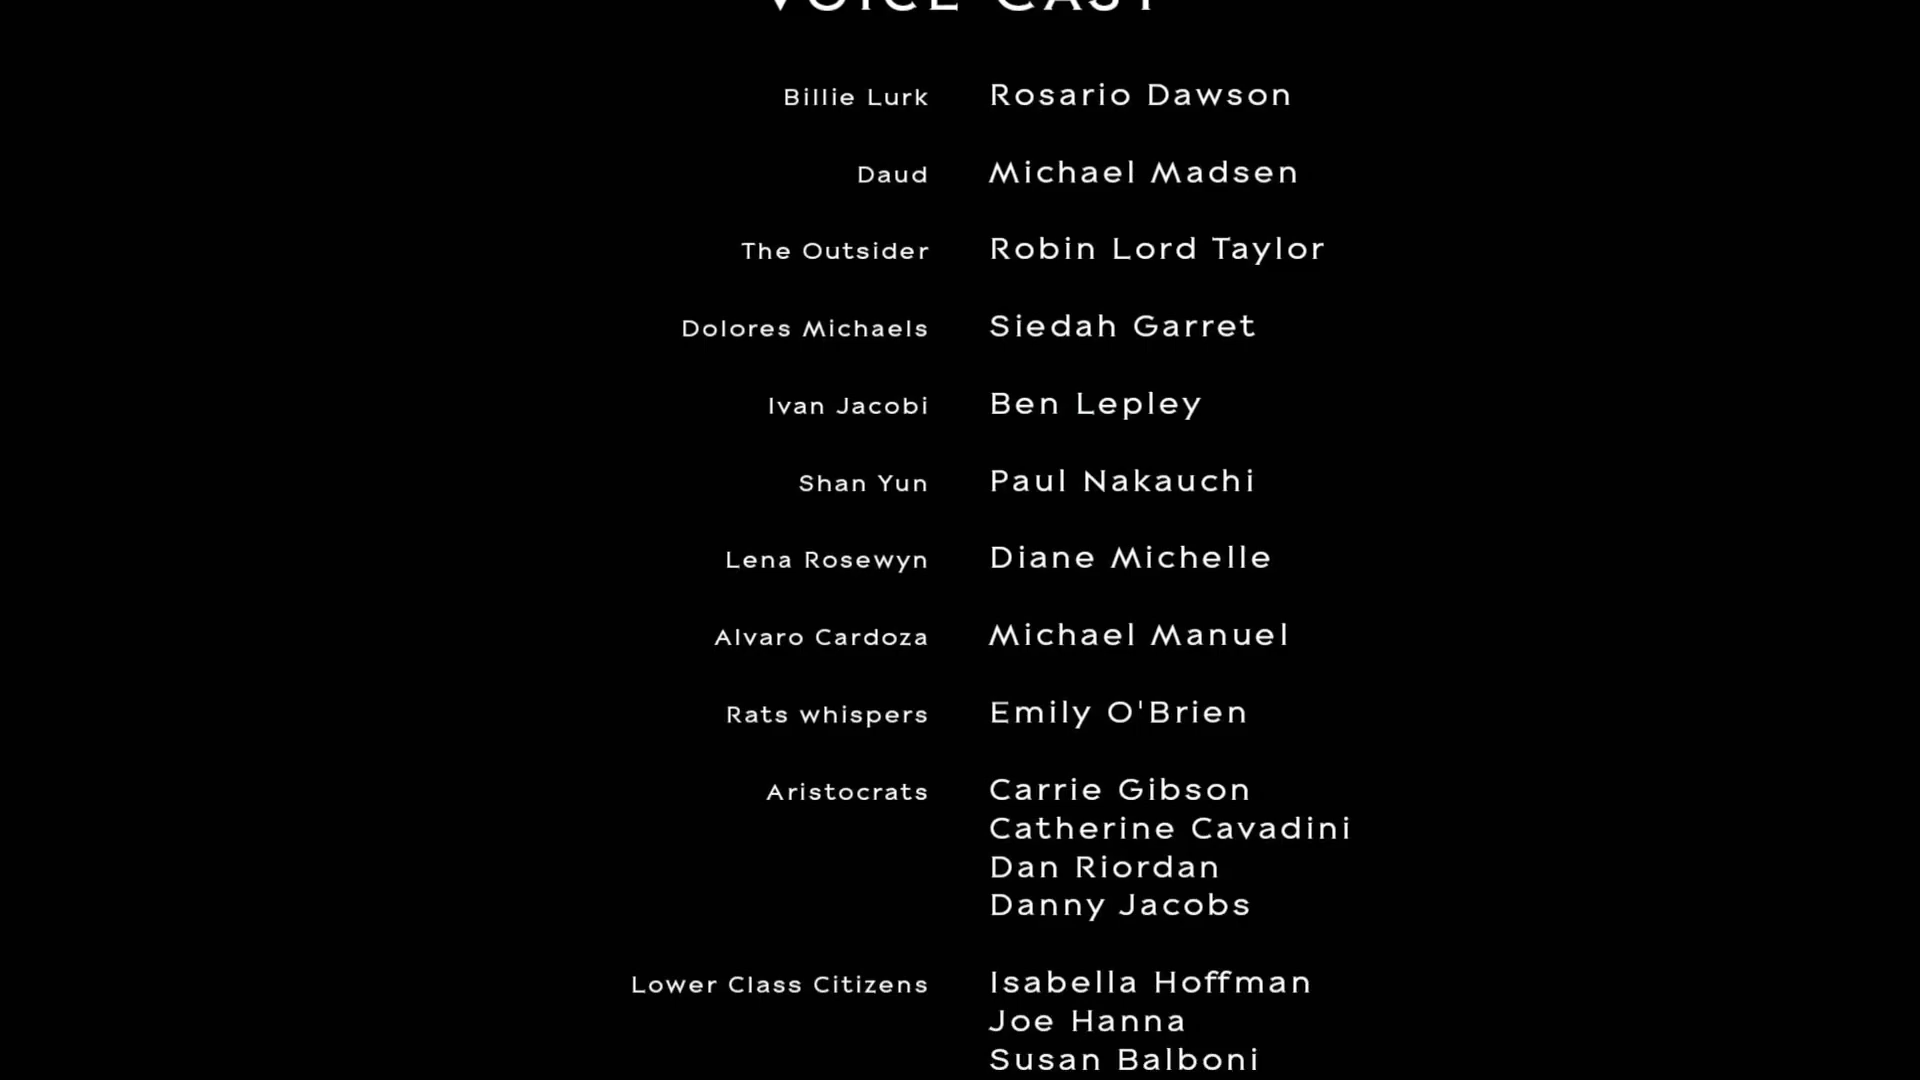 VOICE CAST
Billie Lurk Rosario Dawson
Daud Michael Madsen
The Outsider Robin Lord Taylor
Dolores Michaels Siedah Garret
Ivan Jacobi Ben Lepley
Shan Yun Paul Nakauchi
Lena Rosewyn Diane Michelle
Alvaro Cardoza Michael Manuel
Rats whispers Emily O'Brien
Aristocrats Carrie Gibson
Catherine Cavadini
Dan Riordan
Danny Jacobs
Lower Class Citizens Isabella Hoffman
Joe Hanna
Susan Balboni